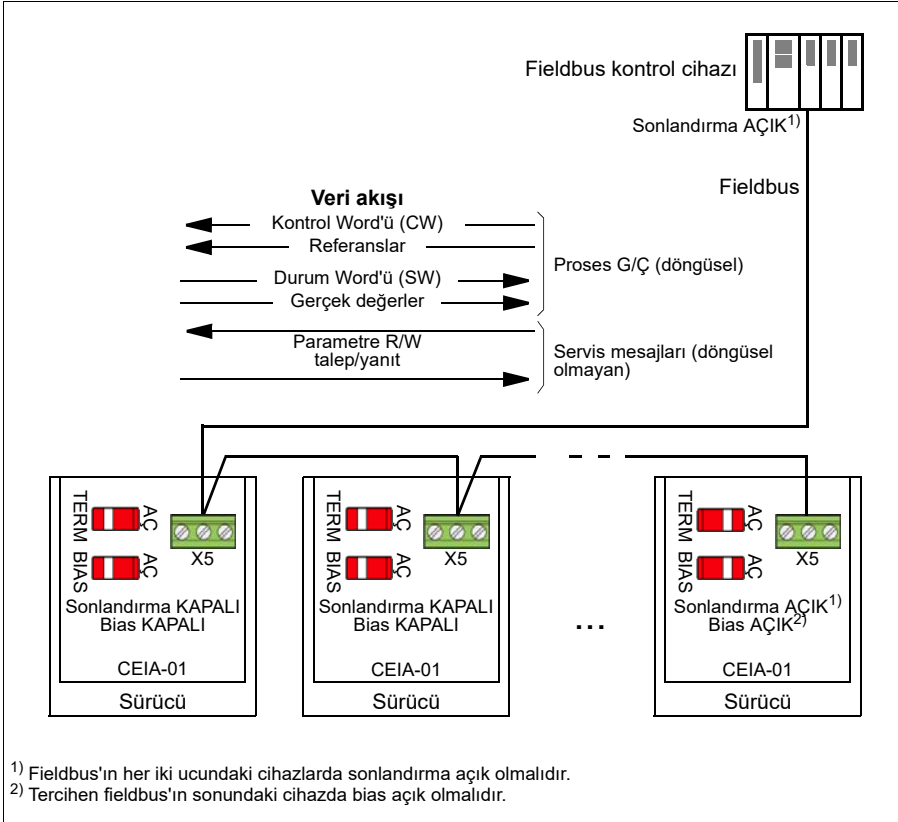 Fieldbus kontrol cihazı
Sonlandırma AÇIK1)
Fieldbus
Veri akışı
Kontrol Word'ü (CW)
Referanslar
Durum Word'ü (SW)
Gerçek değerler
Proses G/Ç (döngüsel)
Parametre R/W
talep/yanıt
Servis mesajları (döngüsel
olmayan)
TERM
AÇ
BIAS
AÇ
X5
Sonlandırma KAPALI
Bias KAPALI
CEIA-01
Sürücü
TERM
AÇ
BIAS
AÇ
X5
Sonlandırma KAPALI
Bias KAPALI
CEIA-01
Sürücü
...
TERM
AÇ
BIAS
AÇ
X5
Sonlandırma AÇIK1)
Bias AÇIK2)
CEIA-01
Sürücü
1) Fieldbus'ın her iki ucundaki cihazlarda sonlandırma açık olmalıdır.
2) Tercihen fieldbus'ın sonundaki cihazda bias açık olmalıdır.